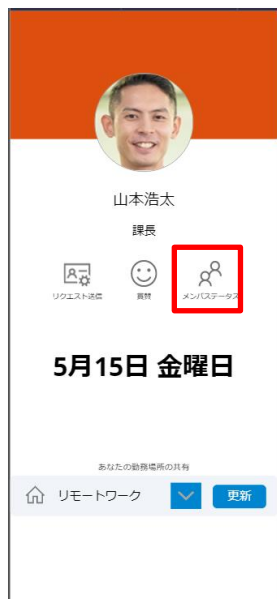 山本浩太
課長
リクエスト送信 賞賛 メンバステータス
5月15日 金曜日
あなたの勤務場所の共有
リモートワーク 更新